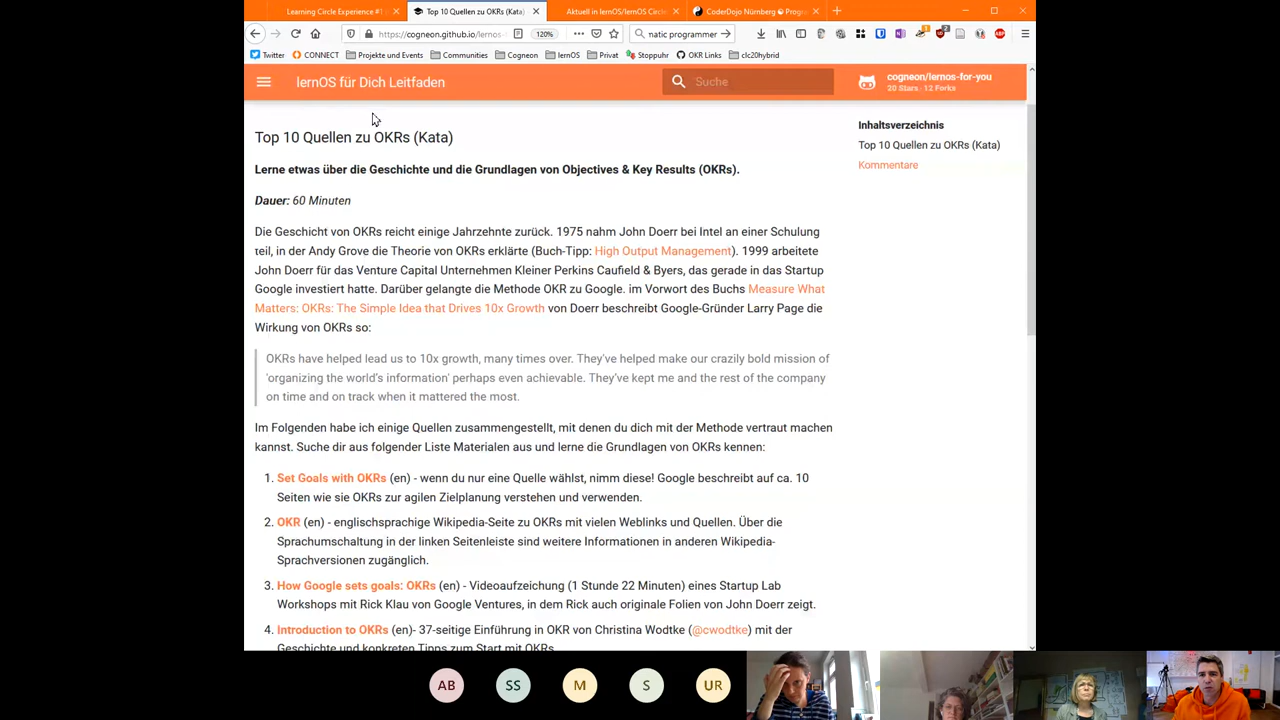 Learning Circle Experience #1
Top 10 Quellen zu OKRs (Kata)
Aktuell in lernOS/lernOS Circle
CoderDojo Nürnberg
https://cogneon.github.io/lernos-
120%
natic programmer
Twitter
CONNECT
Projekte und Events
Communities
Cogneon
lernOS
Privat
Stoppuhr
OKR Links
clc20hybrid
lernOS für Dich Leitfaden
Suche
cogneon/lernos-for-you
20 Stars · 12 Forks
Top 10 Quellen zu OKRs (Kata)
Lerne etwas über die Geschichte und die Grundlagen von Objectives & Key Results (OKRs).
Dauer: 60 Minuten
Die Geschicht von OKRs reicht einige Jahrzehnte zurück. 1975 nahm John Doerr bei Intel an einer Schulung
teil, in der Andy Grove die Theorie von OKRs erklärte (Buch-Tipp: High Output Management). 1999 arbeitete
John Doerr für das Venture Capital Unternehmen Kleiner Perkins Caufield & Byers, das gerade in das Startup
Google investiert hatte. Darüber gelangte die Methode OKR zu Google. im Vorwort des Buchs Measure What
Matters: OKRs: The Simple Idea that Drives 10x Growth von Doerr beschreibt Google-Gründer Larry Page die
Wirkung von OKRs so:
OKRs have helped lead us to 10x growth, many times over. They've helped make our crazily bold mission of
'organizing the world's information' perhaps even achievable. They've kept me and the rest of the company
on time and on track when it mattered the most.
Im Folgenden habe ich einige Quellen zusammengestellt, mit denen du dich mit der Methode vertraut machen
kannst. Suche dir aus folgender Liste Materialen aus und lerne die Grundlagen von OKRs kennen:
1. Set Goals with OKRs (en) - wenn du nur eine Quelle wählst, nimm diese! Google beschreibt auf ca. 10
Seiten wie sie OKRs zur agilen Zielplanung verstehen und verwenden.
2. OKR (en) - englischsprachige Wikipedia-Seite zu OKRs mit vielen Weblinks und Quellen. Über die
Sprachumschaltung in der linken Seitenleiste sind weitere Informationen in anderen Wikipedia-
Sprachversionen zugänglich.
3. How Google sets goals: OKRs (en) - Videoaufzeichung (1 Stunde 22 Minuten) eines Startup Lab
Workshops mit Rick Klau von Google Ventures, in dem Rick auch originale Folien von John Doerr zeigt.
4. Introduction to OKRs (en)- 37-seitige Einführung in OKR von Christina Wodtke (@cwodtke) mit der
Geschichte und konkreten Tipps zum Start mit OKRs.
Inhaltsverzeichnis
Top 10 Quellen zu OKRs (Kata)
Kommentare
AB
SS
M
S
UR